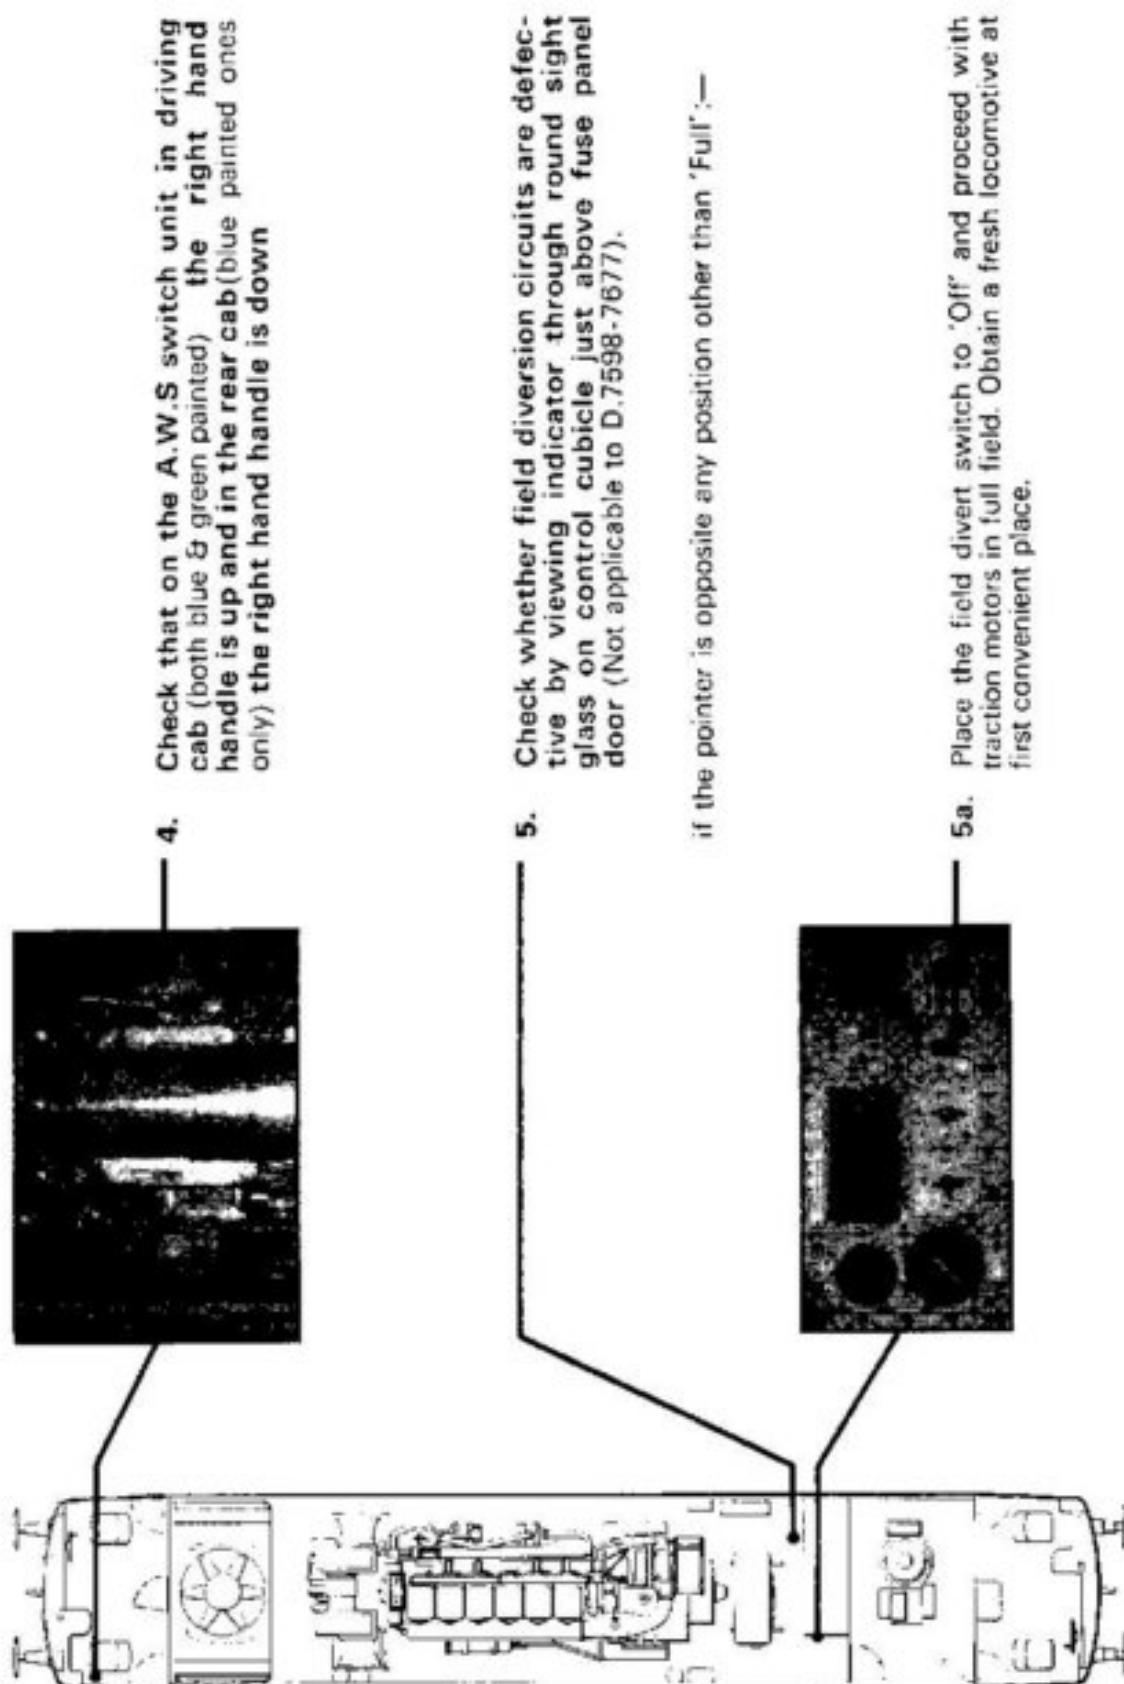 4. Check that on the A.W.S switch unit in driving
cab (both blue & green painted) the right hand
handle is up and in the rear cab(blue painted ones
only) the right hand handle is down
5. Check whether field diversion circuits are defec-
tive by viewing indicator through round sight
glass on control cubicle just above fuse panel
door (Not applicable to D.7598-7677).
if the pointer is opposite any position other than 'Full':—
5a. Place the field divert switch to 'Off' and proceed with
traction motors in full field. Obtain a fresh locomotive at
first convenient place.